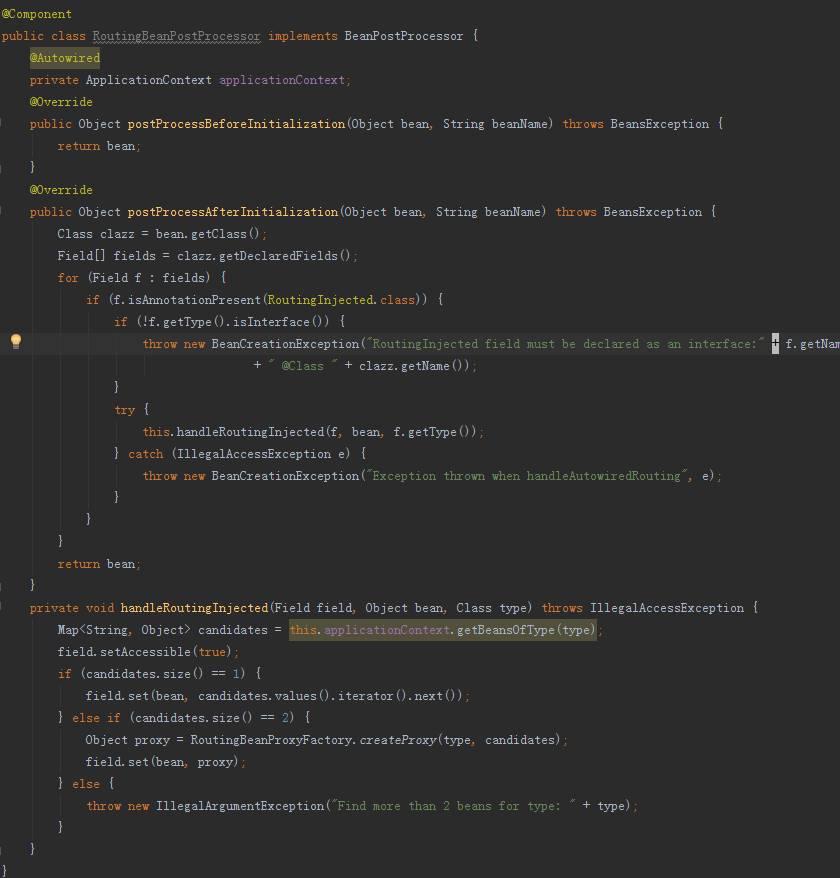 @Component
public class RoutingBeanPostProcessor implements BeanPostProcessor {
@Autowired
private ApplicationContext applicationContext;
@Override
public Object postProcessBeforeInitialization(Object bean, String beanName) throws BeansException {
return bean;
}
@Override
public Object postProcessAfterInitialization(Object bean, String beanName) throws BeansException {
Class clazz = bean.getClass();
Field[] fields = clazz.getDeclaredFields();
for (Field f : fields) {
if (f.isAnnotationPresent(RoutingInjected.class)) {
if (!f.getType().isInterface()) {
throw new BeanCreationException("RoutingInjected field must be declared as an interface:" + f.getNam
+ " @Class " + clazz.getName());
}
try {
this.handleRoutingInjected(f, bean, f.getType());
} catch (IllegalAccessException e) {
throw new BeanCreationException("Exception thrown when handleAutowiredRouting", e);
}
}
}
return bean;
}
private void handleRoutingInjected(Field field, Object bean, Class type) throws IllegalAccessException {
Map<String, Object> candidates = this.applicationContext.getBeansOfType(type);
field.setAccessible(true);
if (candidates.size() == 1) {
field.set(bean, candidates.values().iterator().next());
} else if (candidates.size() == 2) {
Object proxy = RoutingBeanProxyFactory.createProxy(type, candidates);
field.set(bean, proxy);
} else {
throw new IllegalArgumentException("Find more than 2 beans for type: " + type);
}
}
}